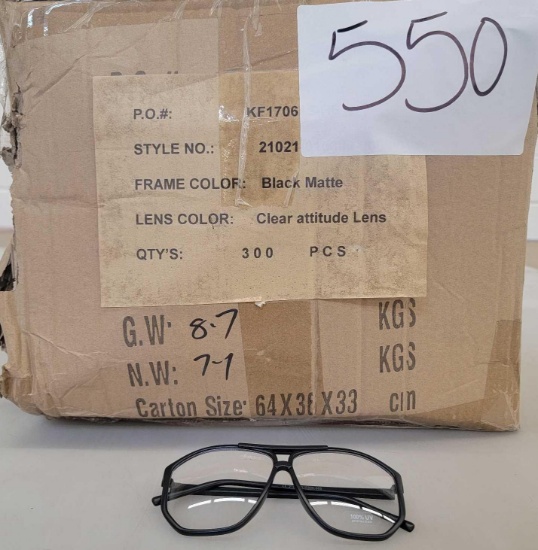 550
P.O.#: KF1706
STYLE NO.: 21021
FRAME COLOR: Black Matte
LENS COLOR: Clear attitude Lens
QTY'S: 300 PCS
G.W: 8.7 KGS
N.W: 7.1 KGS
Carton Size: 64X36X33 cm